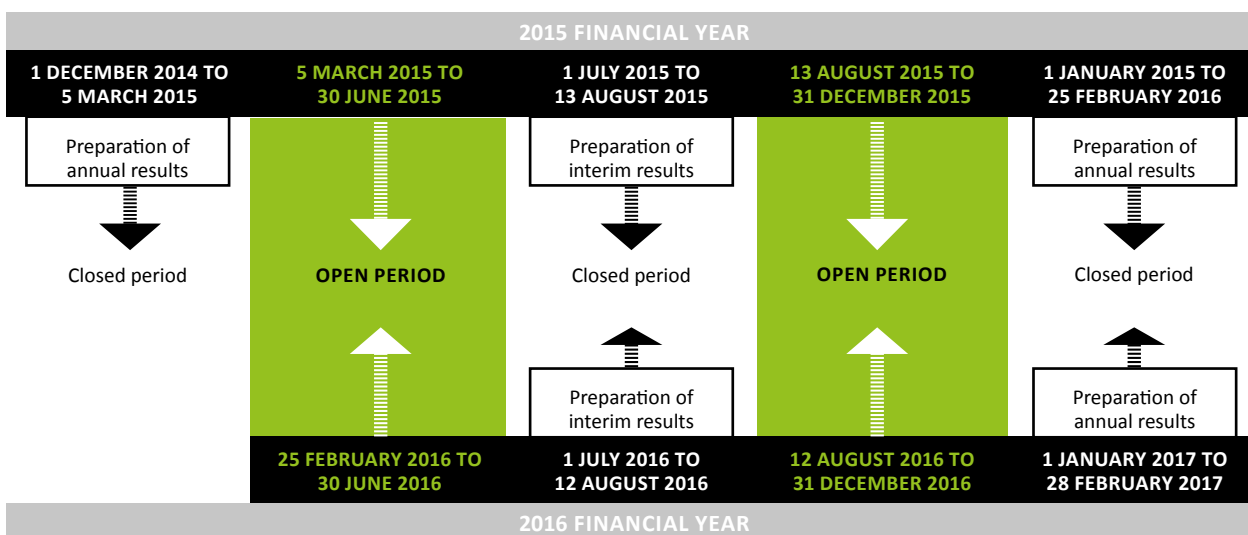 2015 FINANCIAL YEAR
1 DECEMBER 2014 TO
5 MARCH 2015
5 MARCH 2015 TO
30 JUNE 2015
1 JULY 2015 TO
13 AUGUST 2015
13 AUGUST 2015 TO
31 DECEMBER 2015
1 JANUARY 2015 TO
25 FEBRUARY 2016
Preparation of
annual results
Preparation of
interim results
Preparation of
annual results
Closed period
OPEN PERIOD
Closed period
OPEN PERIOD
Closed period
Preparation of
interim results
Preparation of
annual results
25 FEBRUARY 2016 TO
30 JUNE 2016
1 JULY 2016 TO
12 AUGUST 2016
12 AUGUST 2016 TO
31 DECEMBER 2016
1 JANUARY 2017 TO
28 FEBRUARY 2017
2016 FINANCIAL YEAR